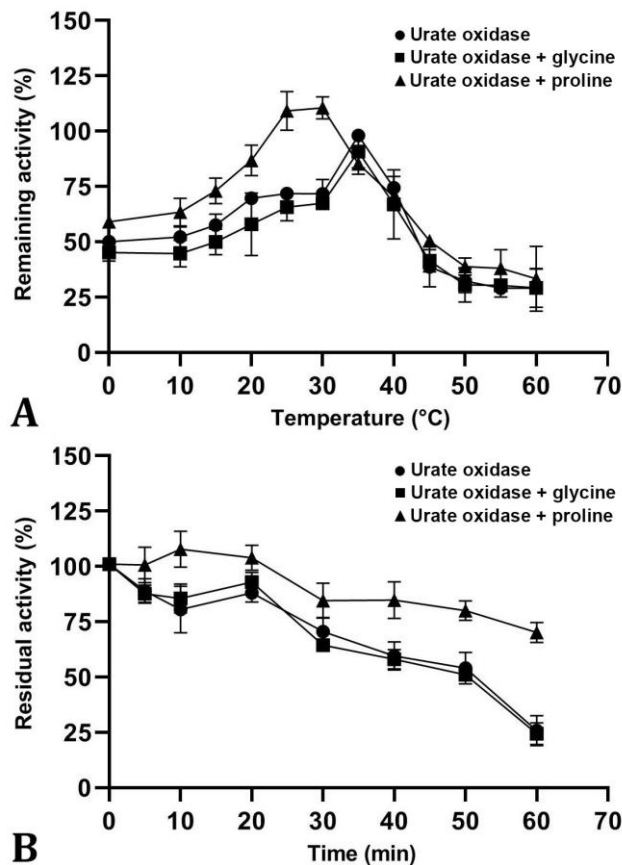 150
125
100
75
50
25
0
Remaining activity (%)
Urate oxidase
Urate oxidase + glycine
Urate oxidase + proline
0 10 20 30 40 50 60 70
Temperature (°C)
A
150
125
100
75
50
25
0
Residual activity (%)
Urate oxidase
Urate oxidase + glycine
Urate oxidase + proline
0 10 20 30 40 50 60 70
Time (min)
B